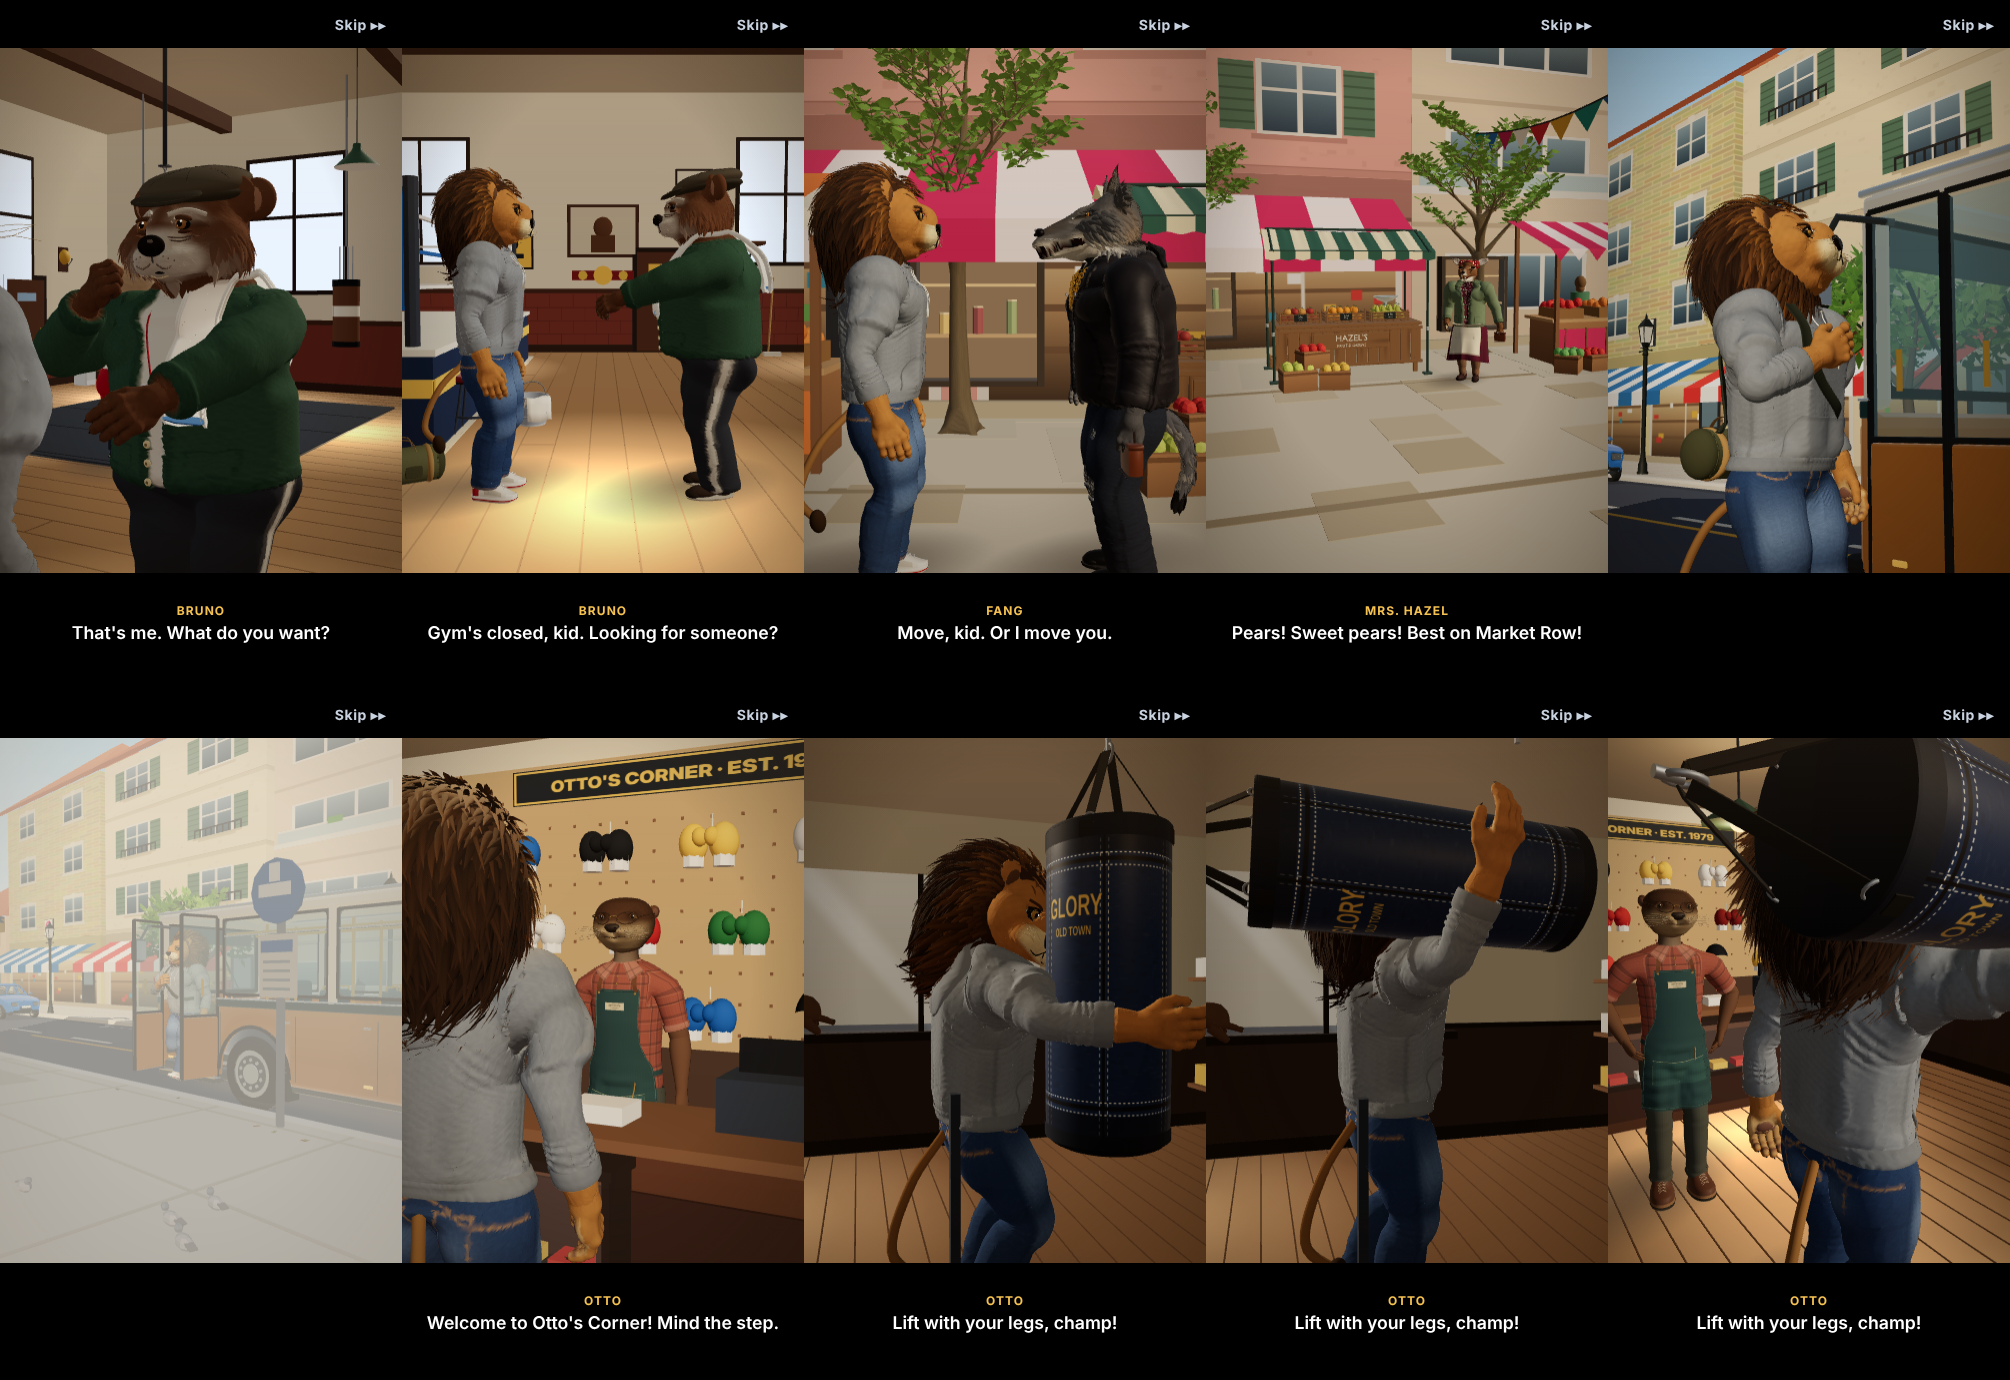 Skip ▸▸
Skip ▸▸
Skip ▸▸
Skip ▸▸
Skip ▸▸
HAZEL'S
BRUNO
That's me. What do you want?
BRUNO
Gym's closed, kid. Looking for someone?
FANG
Move, kid. Or I move you.
MRS. HAZEL
Pears! Sweet pears! Best on Market Row!
Skip ▸▸
Skip ▸▸
Skip ▸▸
Skip ▸▸
Skip ▸▸
OTTO'S CORNER · EST. 19
GLORY
OLD TOWN
GLORY
OLD TOWN
ORNER · EST. 1979
GLORY
OLD TOWN
OTTO
Welcome to Otto's Corner! Mind the step.
OTTO
Lift with your legs, champ!
OTTO
Lift with your legs, champ!
OTTO
Lift with your legs, champ!